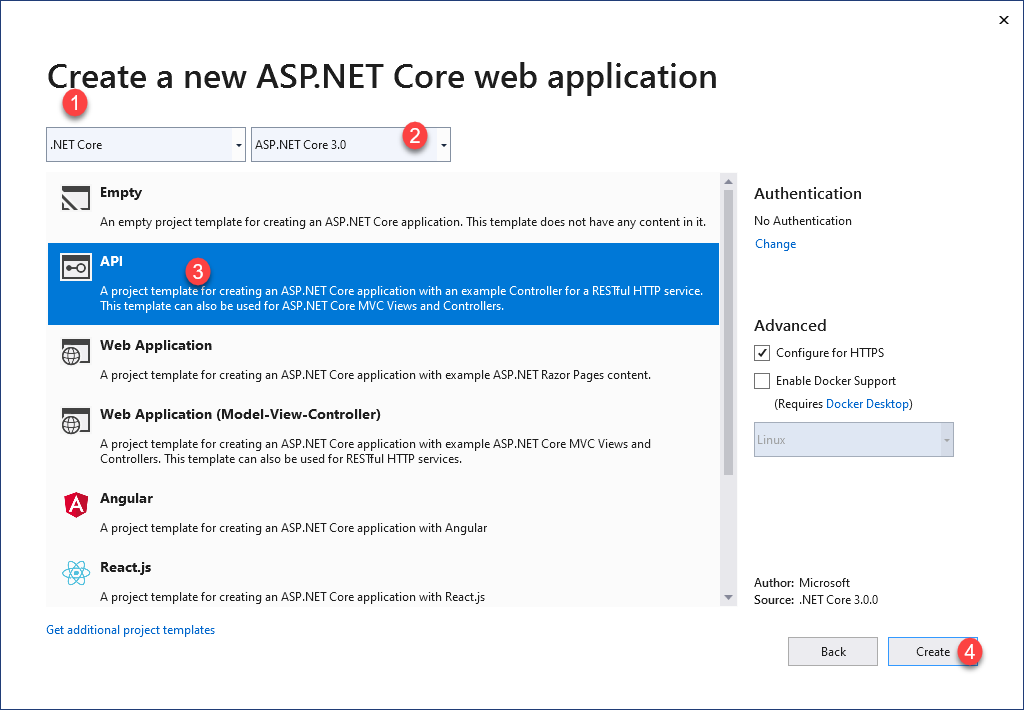 Create a new ASP.NET Core web application
1
.NET Core
ASP.NET Core 3.0
2
Empty
An empty project template for creating an ASP.NET Core application. This template does not have any content in it.
API
3
A project template for creating an ASP.NET Core application with an example Controller for a RESTful HTTP service.
This template can also be used for ASP.NET Core MVC Views and Controllers.
Web Application
A project template for creating an ASP.NET Core application with example ASP.NET Razor Pages content.
Web Application (Model-View-Controller)
A project template for creating an ASP.NET Core application with example ASP.NET Core MVC Views and
Controllers. This template can also be used for RESTful HTTP services.
Angular
A project template for creating an ASP.NET Core application with Angular
React.js
A project template for creating an ASP.NET Core application with React.js
Get additional project templates
Authentication
No Authentication
Change
Advanced
Configure for HTTPS
Enable Docker Support
(Requires Docker Desktop)
Linux
Author: Microsoft
Source: .NET Core 3.0.0
Back
Create
4